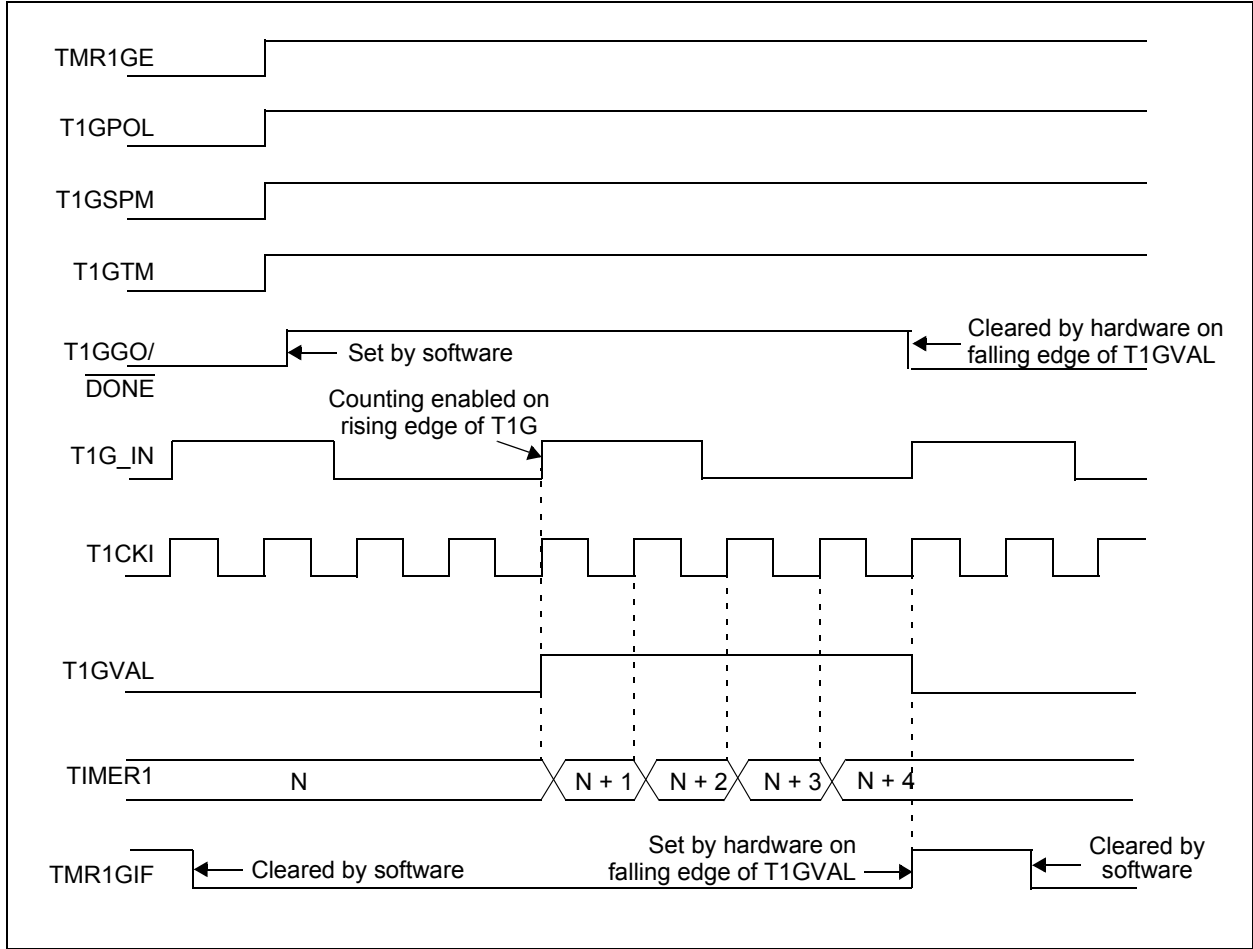 TMR1GE
T1GPOL
T1GSPM
T1GTM
T1GGO/
DONE
Set by software
Cleared by hardware on
falling edge of T1GVAL
Counting enabled on
rising edge of T1G
T1G_IN
T1CKI
T1GVAL
TIMER1
N
N + 1
N + 2
N + 3
N + 4
TMR1GIF
Cleared by software
Set by hardware on
falling edge of T1GVAL
Cleared by
software